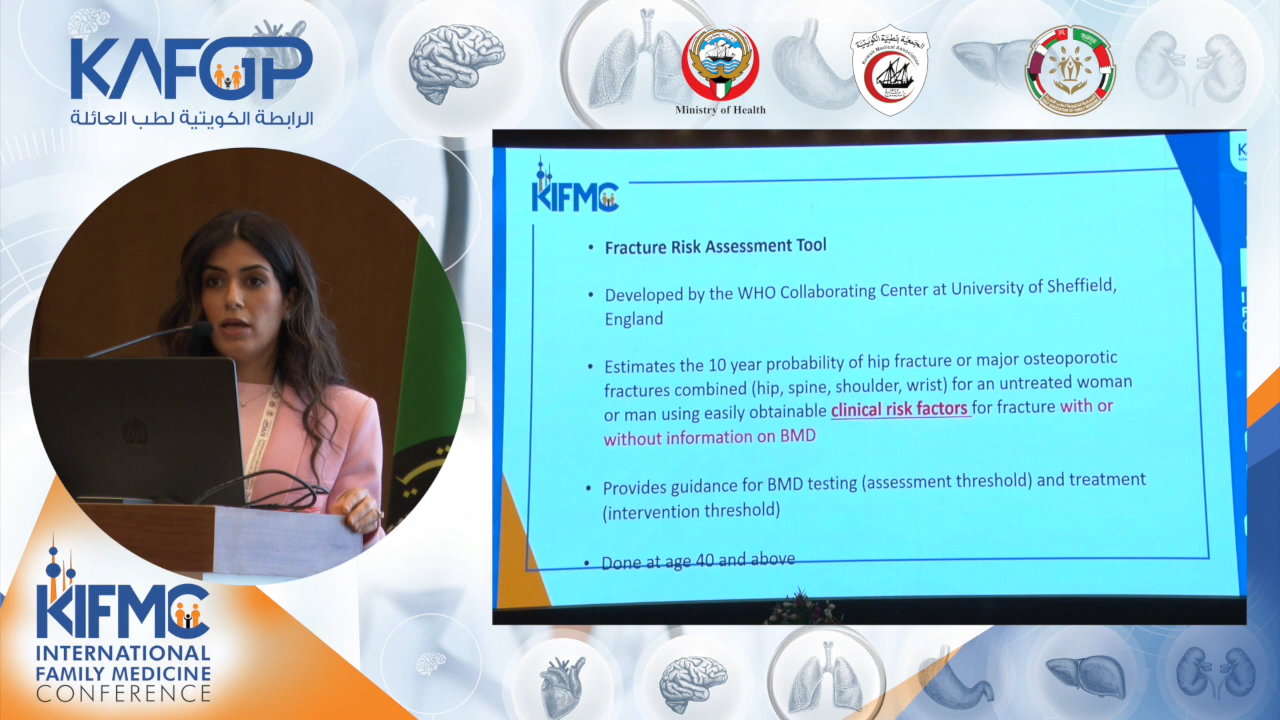 KAFGP
الرابطة الكويتية لطب العائلة
Ministry of Health
KIFMC
• Fracture Risk Assessment Tool
• Developed by the WHO Collaborating Center at University of Sheffield,
England
• Estimates the 10 year probability of hip fracture or major osteoporotic
fractures combined (hip, spine, shoulder, wrist) for an untreated woman
or man using easily obtainable clinical risk factors for fracture with or
without information on BMD
• Provides guidance for BMD testing (assessment threshold) and treatment
(intervention threshold)
• Done at age 40 and above
hp
KIFMC
INTERNATIONAL
FAMILY MEDICINE
CONFERENCE